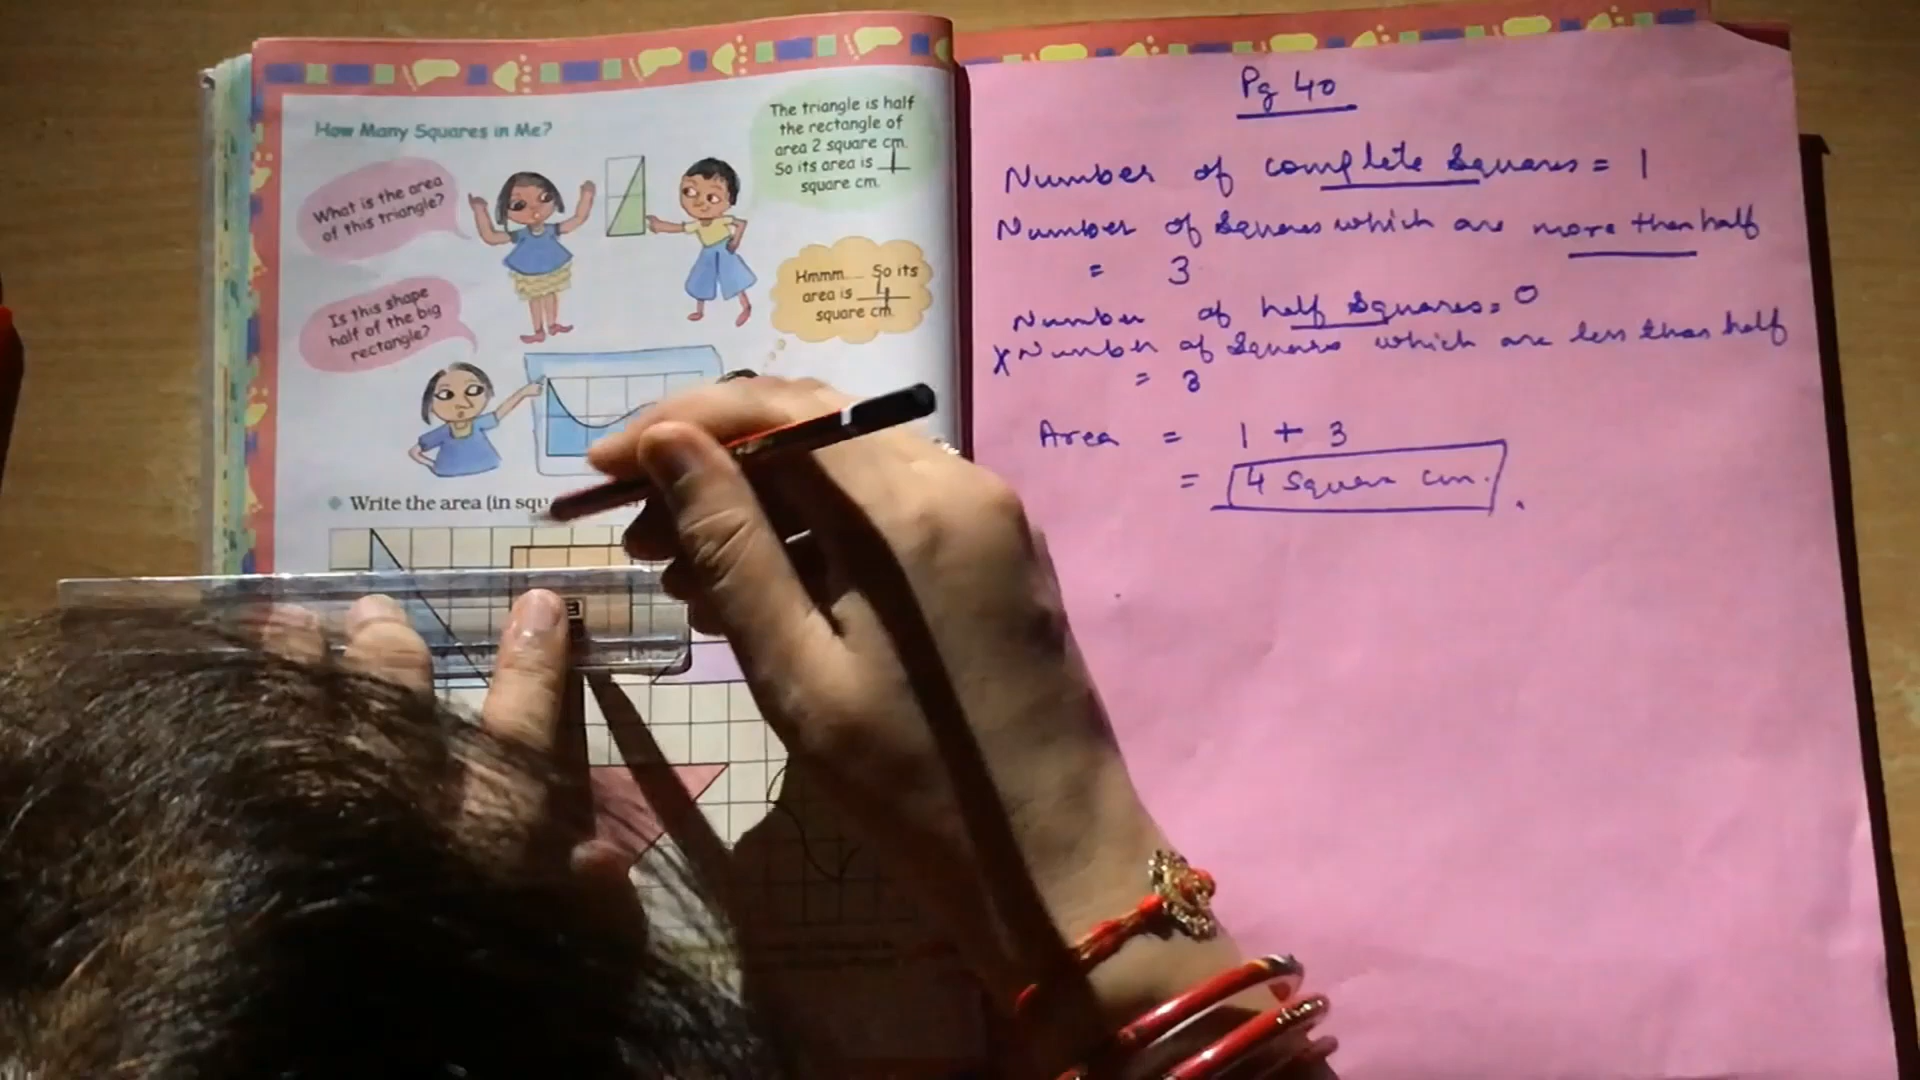 How Many Squares in Me?
What is the area
of this triangle?
The triangle is half
the rectangle of
area 2 square cm.
So its area is 1
square cm.
Is this shape
half of the big
rectangle?
Hmmm... So its
area is 4
square cm.
Write the area (in squ
B
Pg 40
Number of complete Squares = 1
Number of Squares which are more than half
= 3
Number of half Squares = 0
X Number of Squares which are less than half
= 3
Area = 1 + 3
= 4 Square cm.